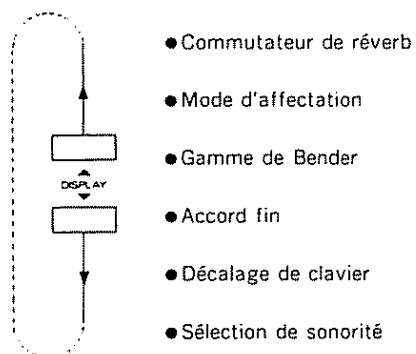 ●Commutateur de réverb
●Mode d'affectation
●Gamme de Bender
DISPLAY
●Accord fin
●Décalage de clavier
●Sélection de sonorité